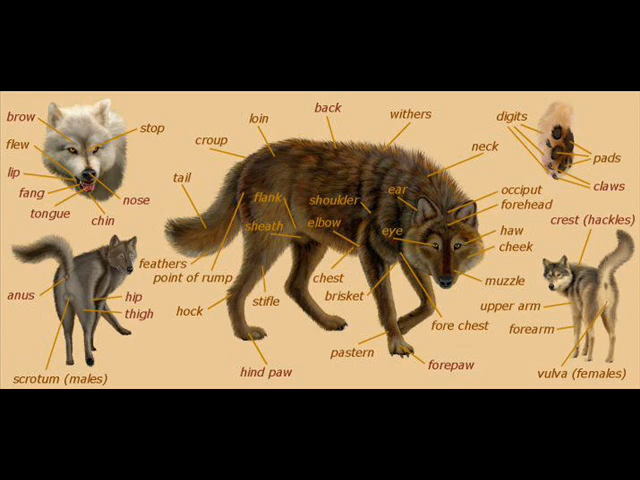 brow
stop
flew
lip
fang
tongue
chin
nose
croup
loin
back
withers
neck
tail
flank
shoulder
ear
occiput
forehead
sheath
elbow
eye
haw
cheek
feathers
point of rump
chest
brisket
muzzle
hock
stifle
fore chest
pastern
hind paw
forepaw
digits
pads
claws
crest (hackles)
anus
hip
thigh
scrotum (males)
upper arm
forearm
vulva (females)